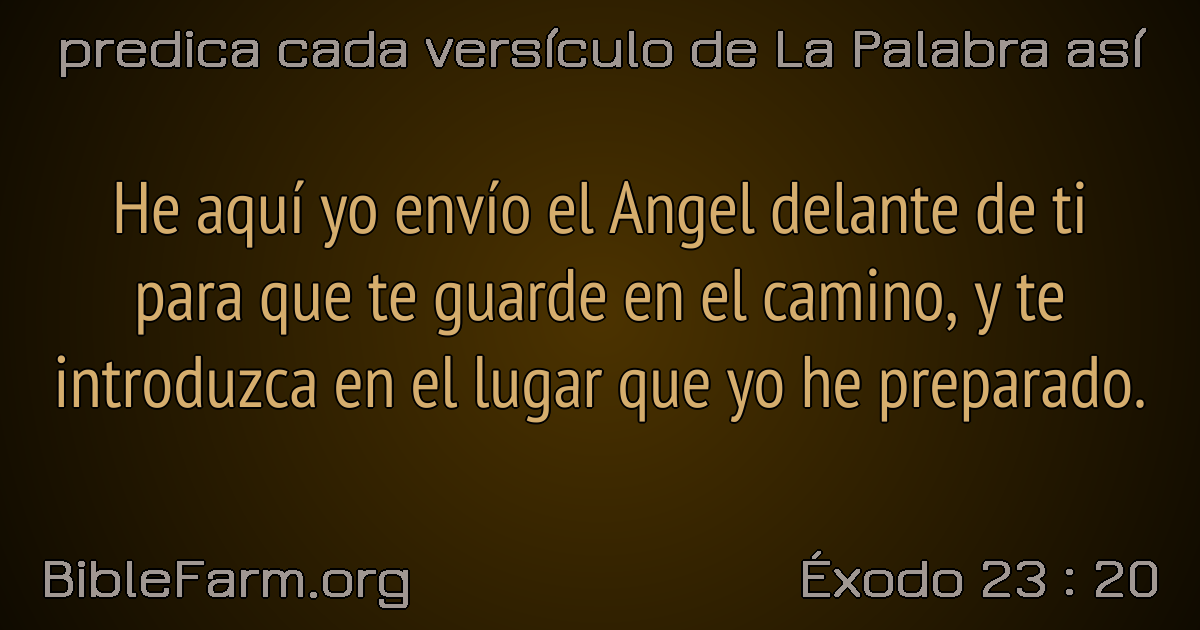 predica cada versículo de La Palabra así
He aquí yo envío el Angel delante de ti
para que te guarde en el camino, y te
introduzca en el lugar que yo he preparado.
BibleFarm.org
Éxodo 23 : 20